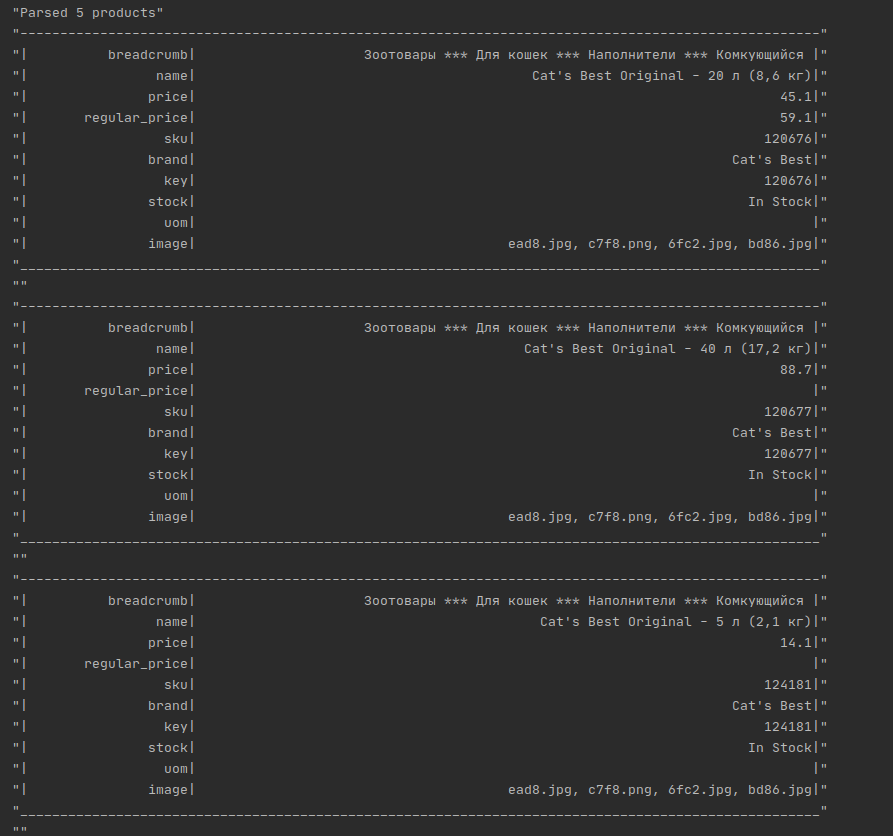 "Parsed 5 products"
"----------------------------------------------------------------------------------------------------"
"|          breadcrumb|                     Зоотовары *** Для кошек *** Наполнители *** Комкующийся |"
"|                name|                                          Cat's Best Original - 20 л (8,6 кг)|"
"|               price|                                                                         45.1|"
"|       regular_price|                                                                         59.1|"
"|                 sku|                                                                       120676|"
"|               brand|                                                                   Cat's Best|"
"|                 key|                                                                       120676|"
"|               stock|                                                                     In Stock|"
"|                 uom|                                                                             |"
"|               image|                                       ead8.jpg, c7f8.png, 6fc2.jpg, bd86.jpg|"
"____________________________________________________________________________________________________"
""
"----------------------------------------------------------------------------------------------------"
"|          breadcrumb|                     Зоотовары *** Для кошек *** Наполнители *** Комкующийся |"
"|                name|                                         Cat's Best Original - 40 л (17,2 кг)|"
"|               price|                                                                         88.7|"
"|       regular_price|                                                                             |"
"|                 sku|                                                                       120677|"
"|               brand|                                                                   Cat's Best|"
"|                 key|                                                                       120677|"
"|               stock|                                                                     In Stock|"
"|                 uom|                                                                             |"
"|               image|                                       ead8.jpg, c7f8.png, 6fc2.jpg, bd86.jpg|"
"____________________________________________________________________________________________________"
""
"----------------------------------------------------------------------------------------------------"
"|          breadcrumb|                     Зоотовары *** Для кошек *** Наполнители *** Комкующийся |"
"|                name|                                           Cat's Best Original - 5 л (2,1 кг)|"
"|               price|                                                                         14.1|"
"|       regular_price|                                                                             |"
"|                 sku|                                                                       124181|"
"|               brand|                                                                   Cat's Best|"
"|                 key|                                                                       124181|"
"|               stock|                                                                     In Stock|"
"|                 uom|                                                                             |"
"|               image|                                       ead8.jpg, c7f8.png, 6fc2.jpg, bd86.jpg|"
"____________________________________________________________________________________________________"
""